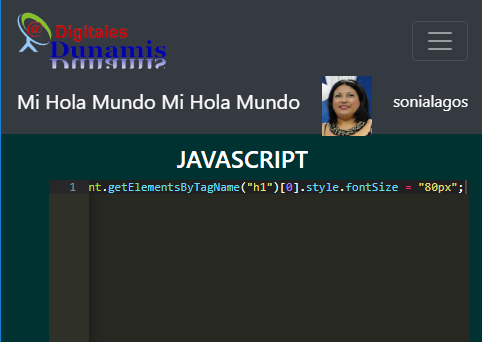 @ Digitales
Dunamis
Mi Hola Mundo Mi Hola Mundo
sonialagos
JAVASCRIPT
1 nt.getElementsByTagName("h1")[0].style.fontSize = "80px";